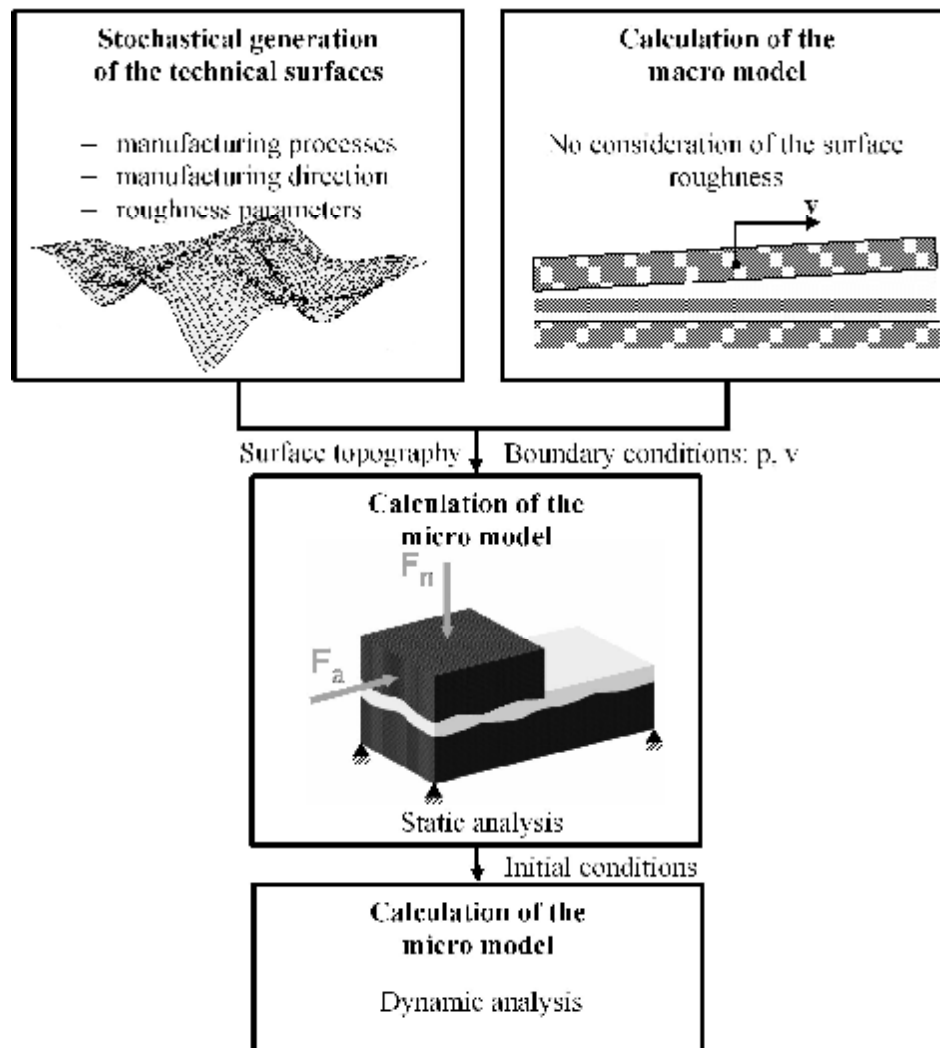 Stochastical generation
of the technical surfaces
– manufacturing processes
– manufacturing direction
– roughness parameters
Calculation of the
macro model
No consideration of the surface
roughness
v
Surface topography
Boundary conditions: p, v
Calculation of the
micro model
Fn
Fa
Static analysis
Initial conditions
Calculation of the
micro model
Dynamic analysis